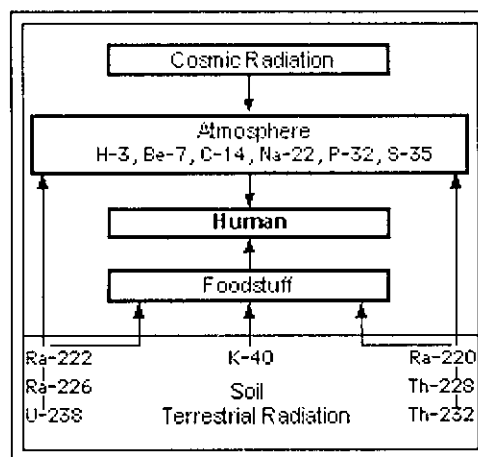 Cosmic Radiation
Atmosphere
H-3, Be-7, C-14, Na-22, P-32, S-35
Human
Foodstuff
Ra-222 K-40 Ra-220
Ra-226 Soil Th-228
U-238 Terrestrial Radiation Th-232